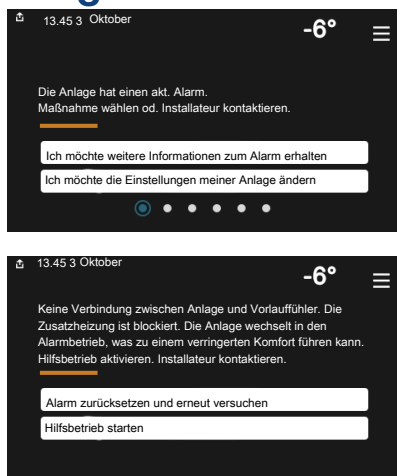 13.45 3 Oktober
-6°
Die Anlage hat einen akt. Alarm.
Maßnahme wählen od. Installateur kontaktieren.
Ich möchte weitere Informationen zum Alarm erhalten
Ich möchte die Einstellungen meiner Anlage ändern
13.45 3 Oktober
-6°
Keine Verbindung zwischen Anlage und Vorlauffühler. Die
Zusatzheizung ist blockiert. Die Anlage wechselt in den
Alarmbetrieb, was zu einem verringerten Komfort führen kann.
Hilfsbetrieb aktivieren. Installateur kontaktieren.
Alarm zurücksetzen und erneut versuchen
Hilfsbetrieb starten